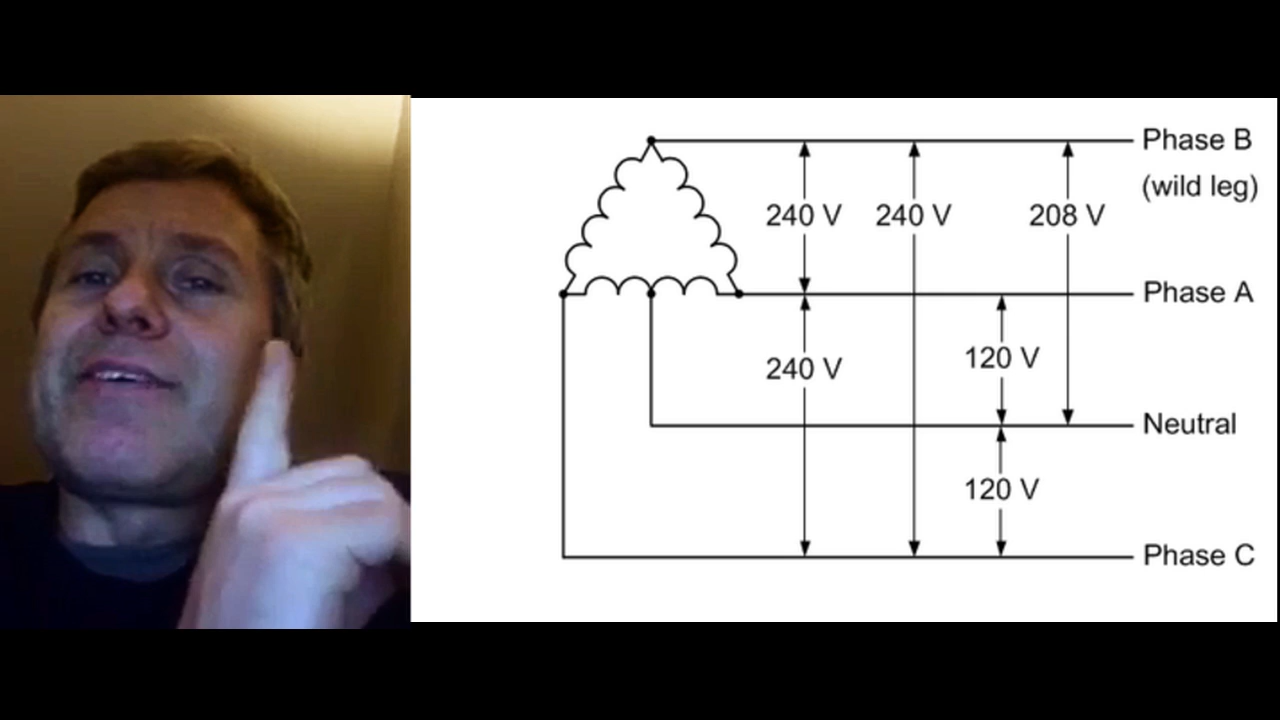 Phase B
(wild leg)
240 V 240 V 208 V
Phase A
240 V 120 V
Neutral
120 V
Phase C